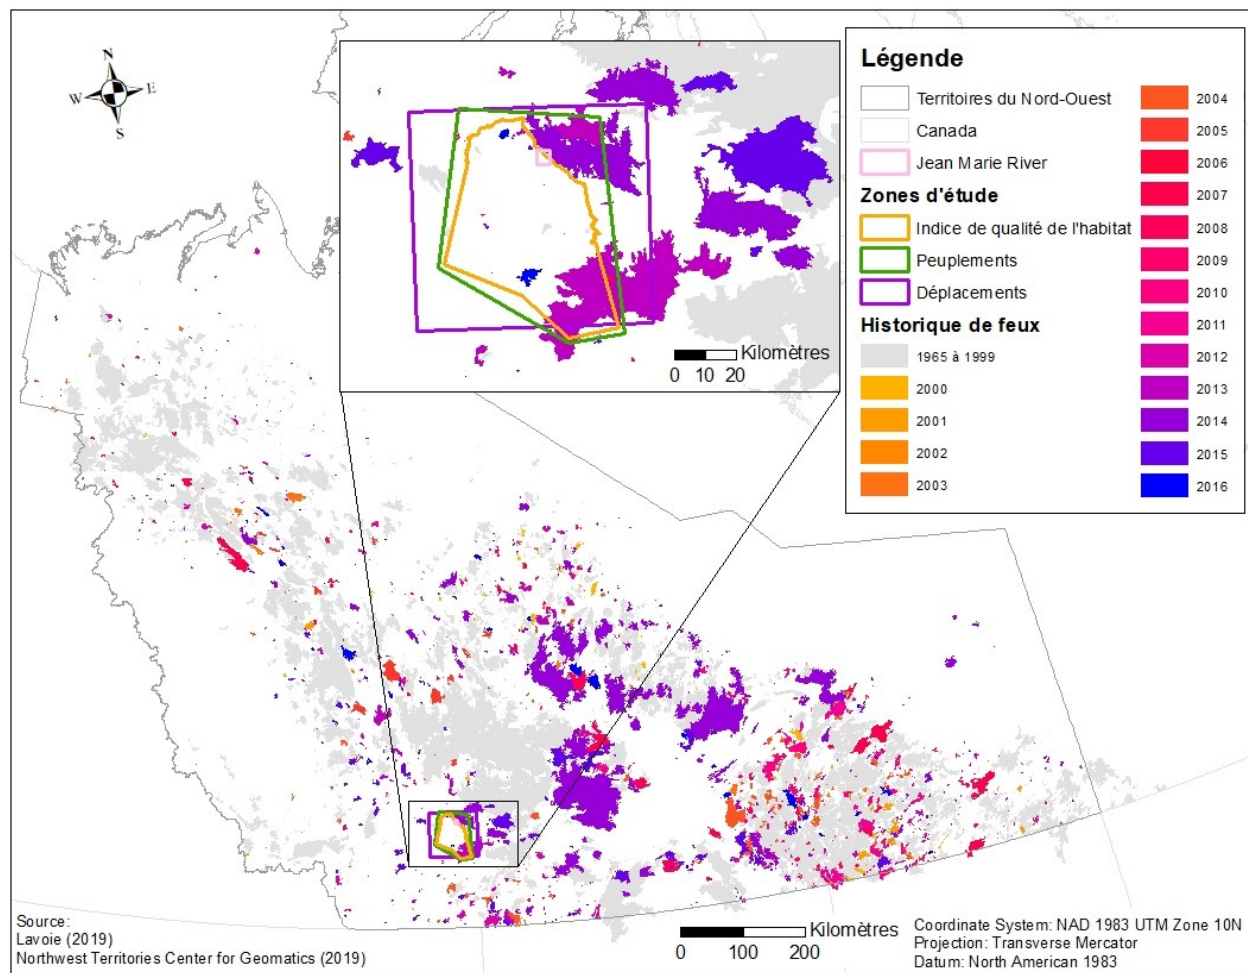 N
W E
S
Légende
Territoires du Nord-Ouest
Canada
Jean Marie River
Zones d'étude
Indice de qualité de l'habitat
Peuplements
Déplacements
Historique de feux
1965 à 1999
2000
2001
2002
2003
2004
2005
2006
2007
2008
2009
2010
2011
2012
2013
2014
2015
2016
Kilomètres
0 10 20
Source:
Lavoie (2019)
Northwest Territories Center for Geomatics (2019)
Kilomètres
0 100 200
Coordinate System: NAD 1983 UTM Zone 10N
Projection: Transverse Mercator
Datum: North American 1983